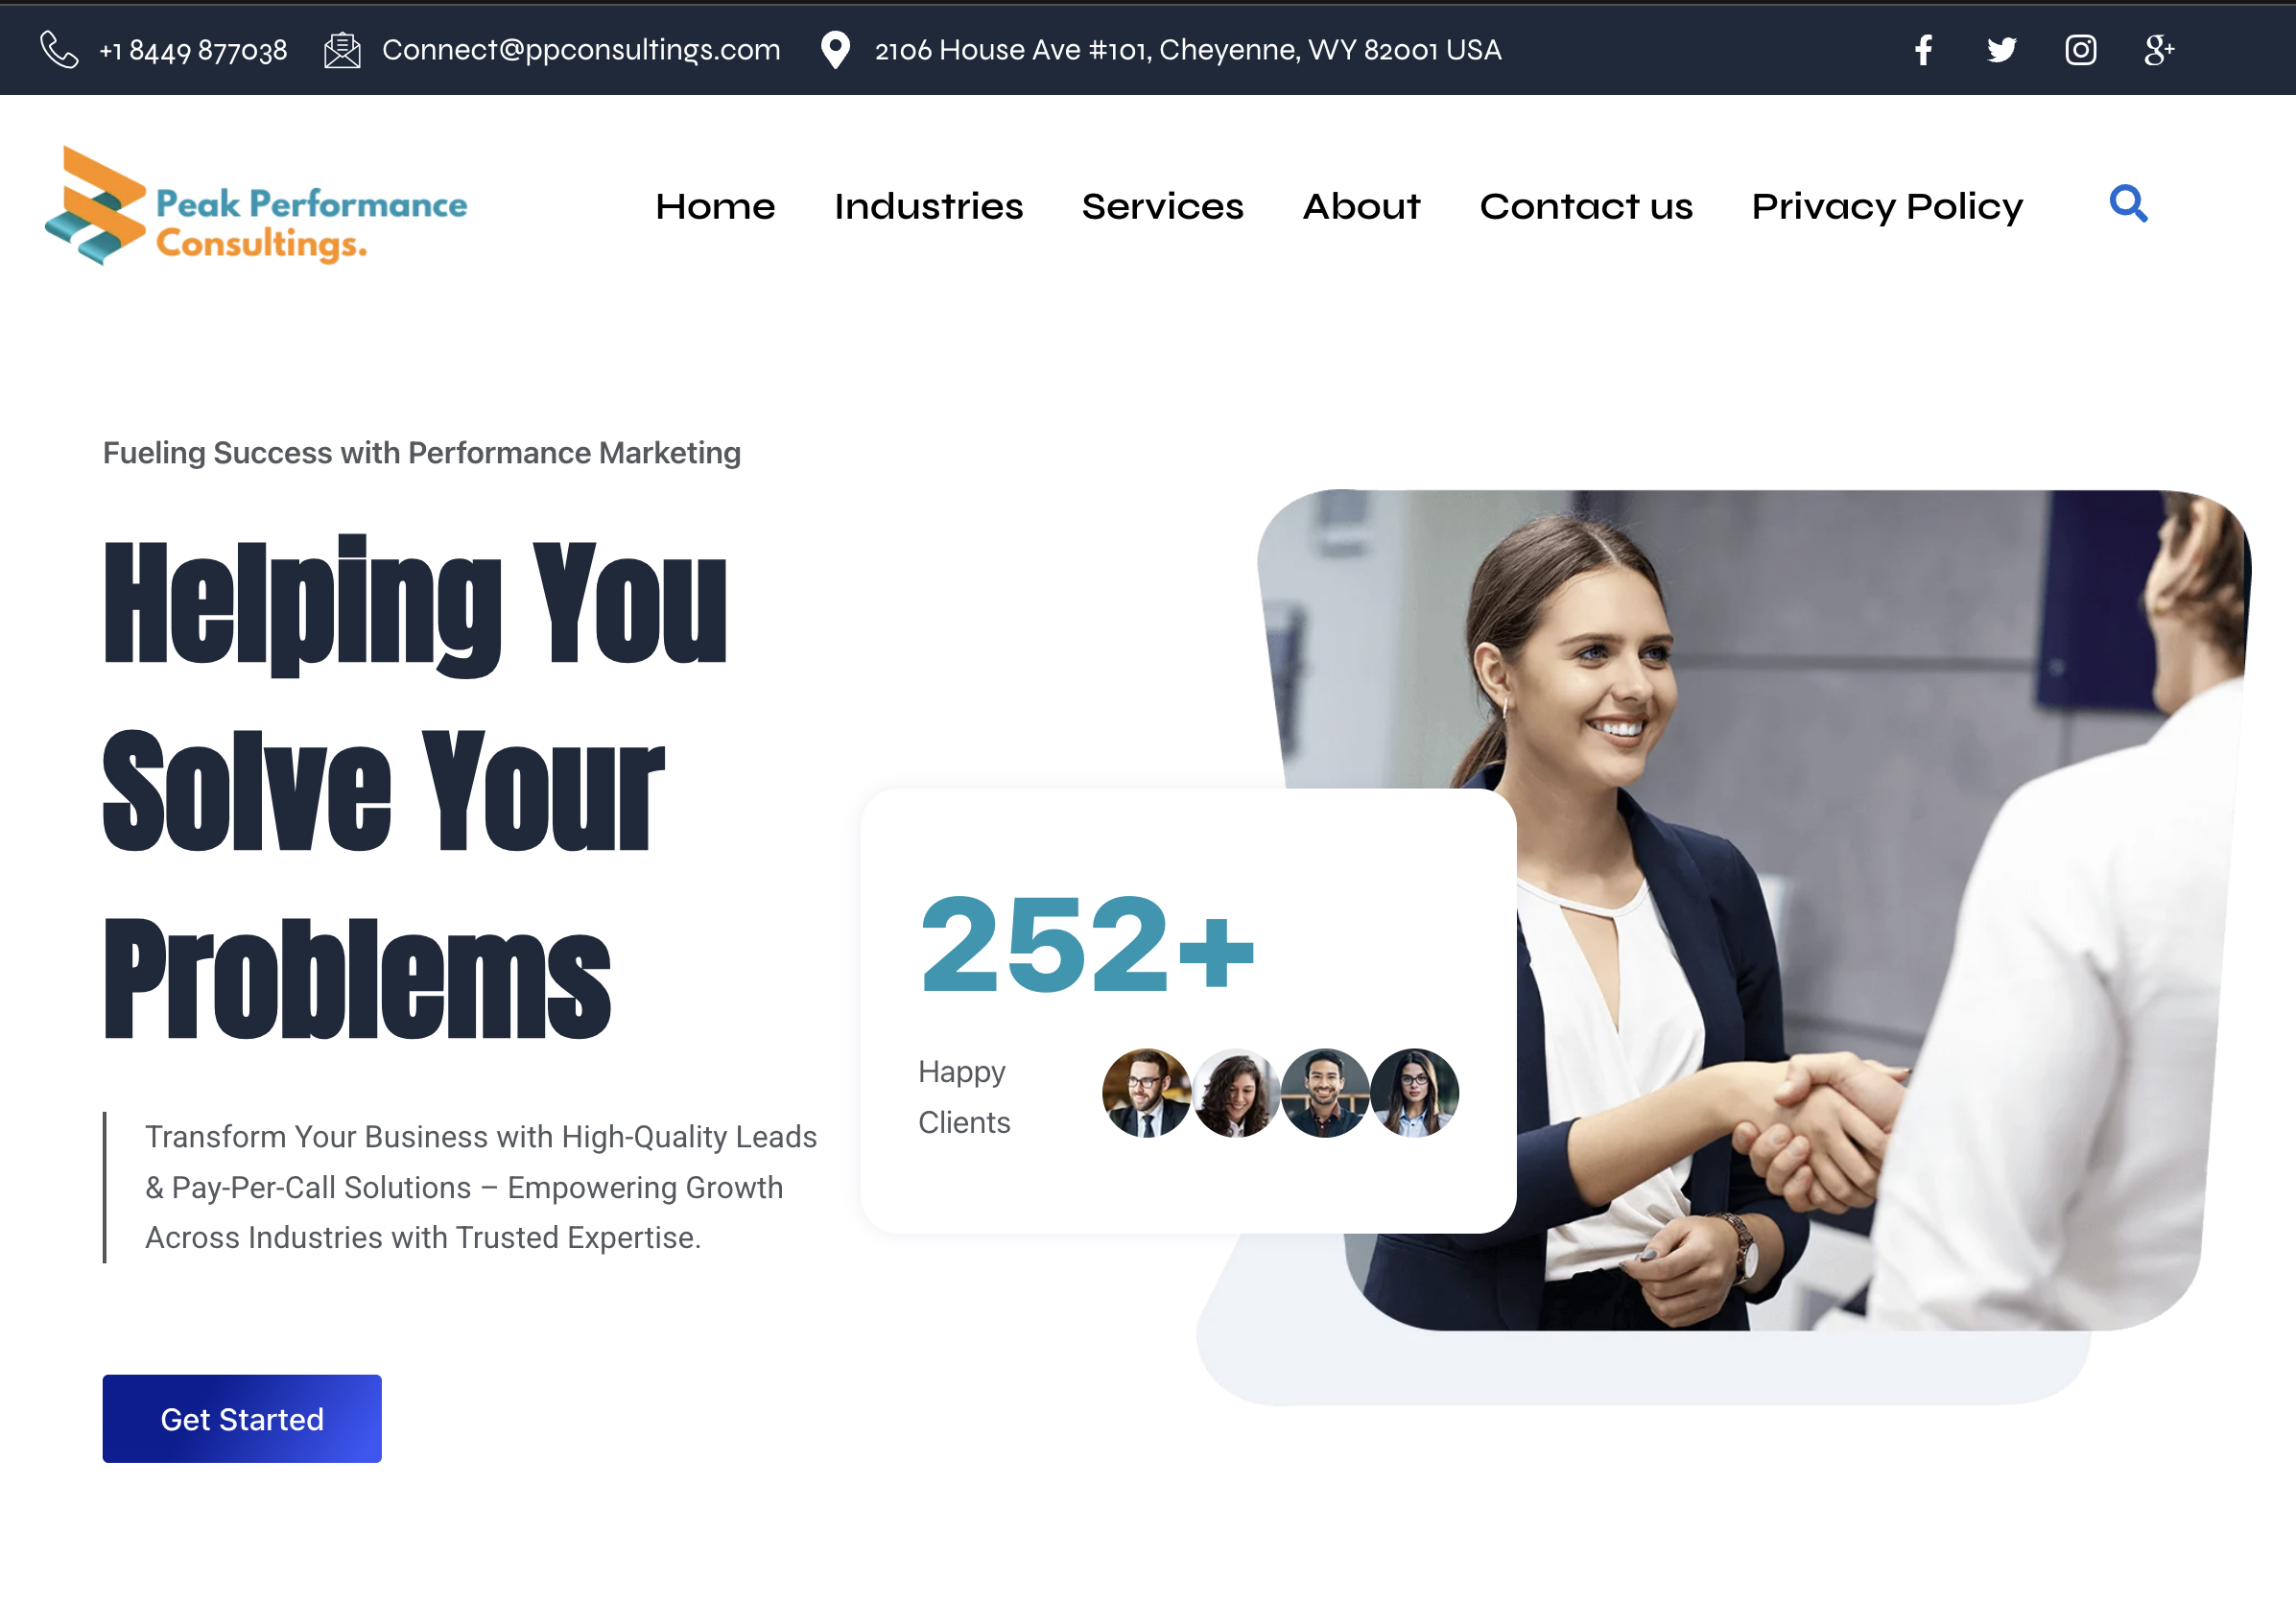 +1 8449 877038
Connect@ppconsultings.com
2106 House Ave #101, Cheyenne, WY 82001 USA
Peak Performance
Consultings.
Home
Industries
Services
About
Contact us
Privacy Policy
Fueling Success with Performance Marketing
Helping You
Solve Your
Problems
Transform Your Business with High-Quality Leads
& Pay-Per-Call Solutions – Empowering Growth
Across Industries with Trusted Expertise.
Get Started
252+
Happy
Clients